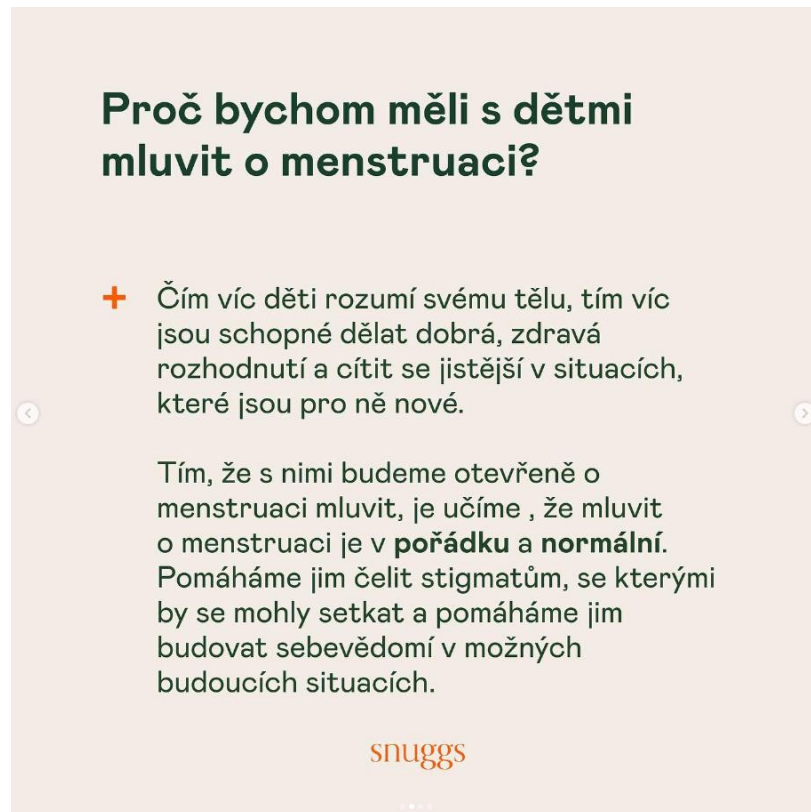 Proč bychom měli s dětmi
mluvit o menstruaci?
+ Čím víc děti rozumí svému tělu, tím víc
jsou schopné dělat dobrá, zdravá
rozhodnutí a cítit se jistější v situacích,
které jsou pro ně nové.
Tím, že s nimi budeme otevřeně o
menstruaci mluvit, je učíme , že mluvit
o menstruaci je v pořádku a normální.
Pomáháme jim čelit stigmatům, se kterými
by se mohly setkat a pomáháme jim
budovat sebevědomí v možných
budoucích situacích.
snuggs